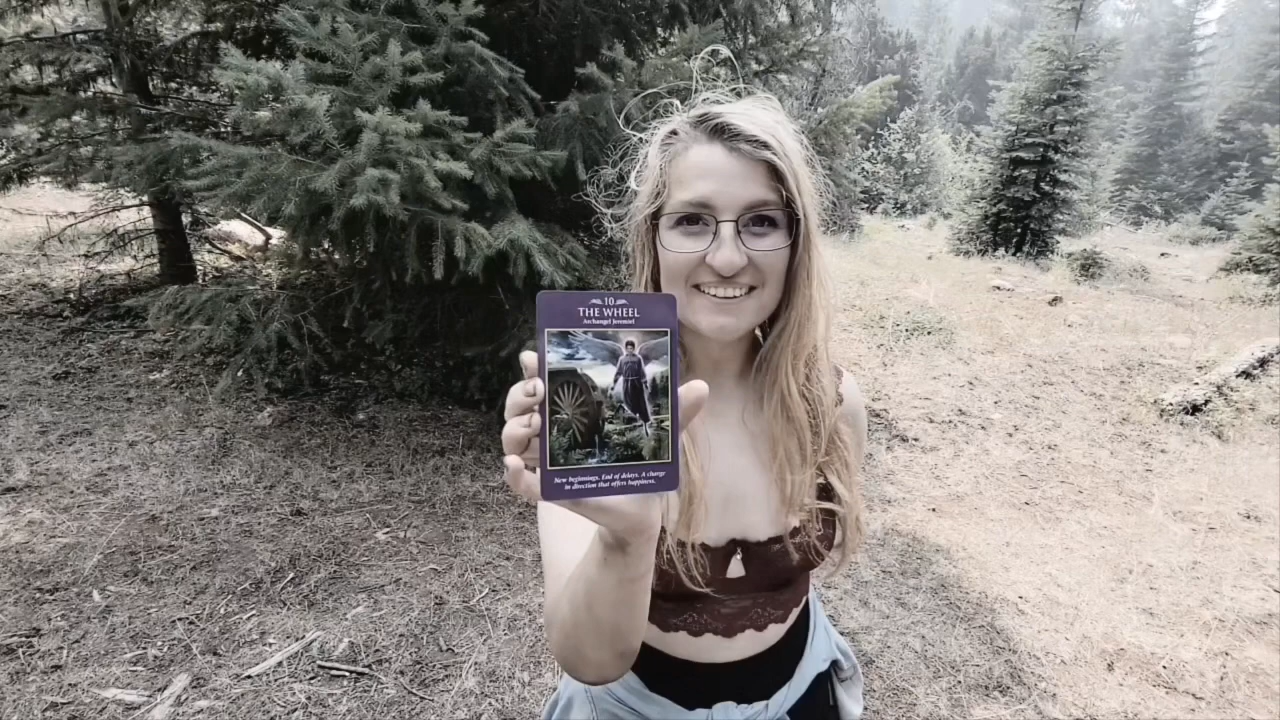 10
THE WHEEL
Archangel Jeremiel
New beginnings. End of delays. A change
in direction that offers happiness.